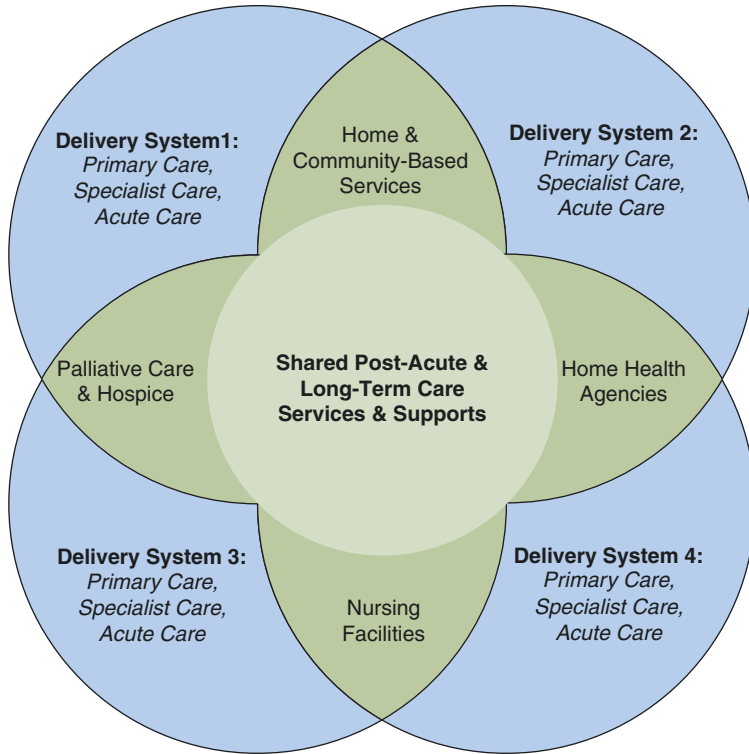 Delivery System1:
Primary Care,
Specialist Care,
Acute Care
Home &
Community-Based
Services
Delivery System 2:
Primary Care,
Specialist Care,
Acute Care
Palliative Care
& Hospice
Shared Post-Acute &
Long-Term Care
Services & Supports
Home Health
Agencies
Delivery System 3:
Primary Care,
Specialist Care,
Acute Care
Nursing
Facilities
Delivery System 4:
Primary Care,
Specialist Care,
Acute Care